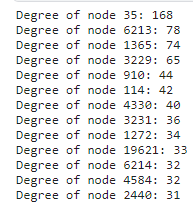 Degree of node 35: 168
Degree of node 6213: 78
Degree of node 1365: 74
Degree of node 3229: 65
Degree of node 910: 44
Degree of node 114: 42
Degree of node 4330: 40
Degree of node 3231: 36
Degree of node 1272: 34
Degree of node 19621: 33
Degree of node 6214: 32
Degree of node 4584: 32
Degree of node 2440: 31